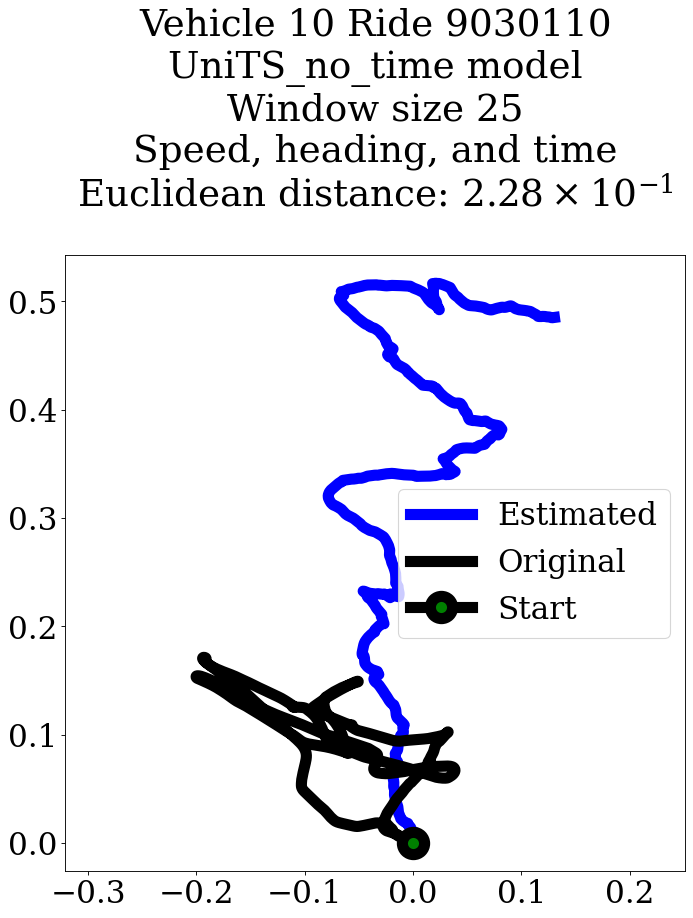 Vehicle 10 Ride 9030110
UniTS_no_time model
Window size 25
Speed, heading, and time
Euclidean distance: 2.28 × 10⁻¹
0.5
0.4
0.3
0.2
0.1
0.0
Estimated
Original
Start
−0.3 −0.2 −0.1 0.0 0.1 0.2